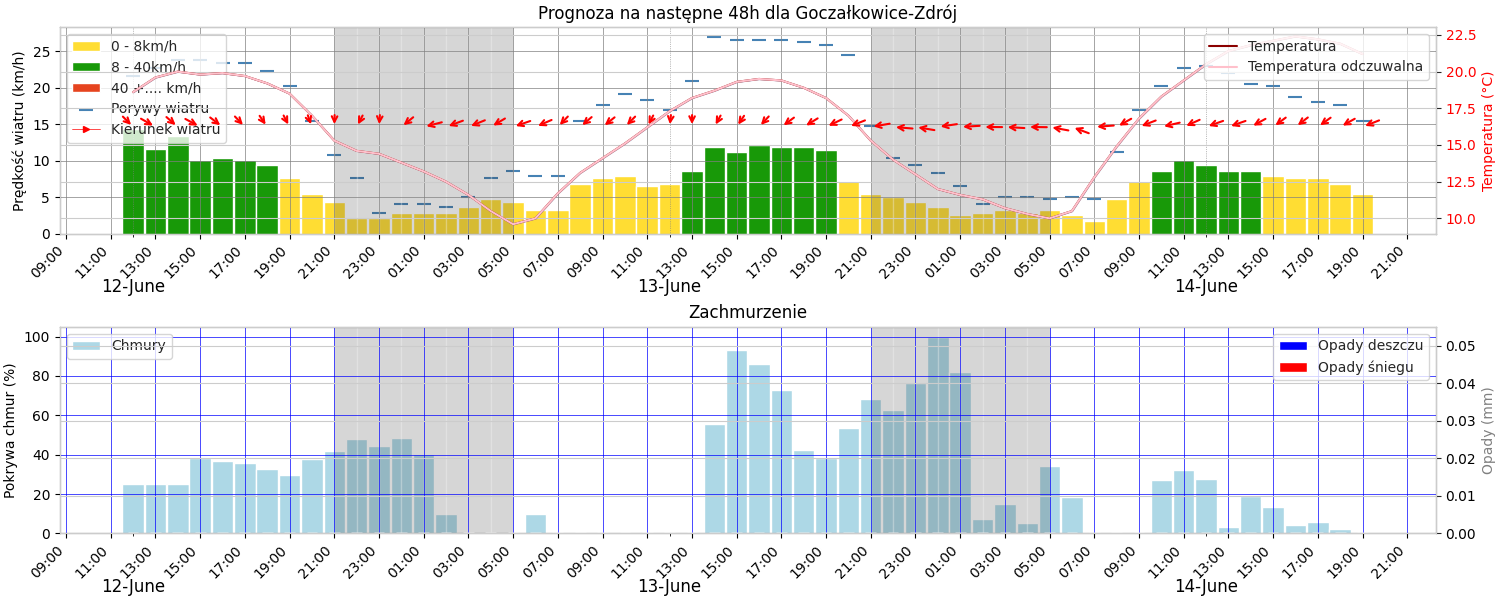 Prognoza na następne 48h dla Goczałkowice-Zdrój
Prędkość wiatru (km/h)
25
20
15
10
5
0
0 - 8km/h
8 - 40km/h
40 +.... km/h
Porywy wiatru
Kierunek wiatru
Temperatura
Temperatura odczuwalna
22.5
20.0
17.5
15.0
12.5
10.0
Temperatura (°C)
09:00 11:00 13:00 15:00 17:00 19:00 21:00 23:00 01:00 03:00 05:00 07:00 09:00 11:00 13:00 15:00 17:00 19:00 21:00 23:00 01:00 03:00 05:00 07:00 09:00 11:00 13:00 15:00 17:00 19:00 21:00
12-June 13-June 14-June
Zachmurzenie
Pokrywa chmur (%)
100
80
60
40
20
0
Chmury
Opady deszczu
Opady śniegu
0.05
0.04
0.03
0.02
0.01
0.00
Opady (mm)
09:00 11:00 13:00 15:00 17:00 19:00 21:00 23:00 01:00 03:00 05:00 07:00 09:00 11:00 13:00 15:00 17:00 19:00 21:00 23:00 01:00 03:00 05:00 07:00 09:00 11:00 13:00 15:00 17:00 19:00 21:00
12-June 13-June 14-June